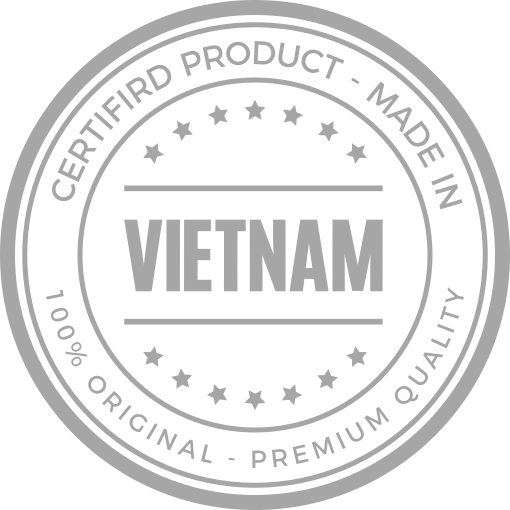 CERTIFIRD PRODUCT - MADE IN
VIETNAM
100% ORIGINAL - PREMIUM QUALITY